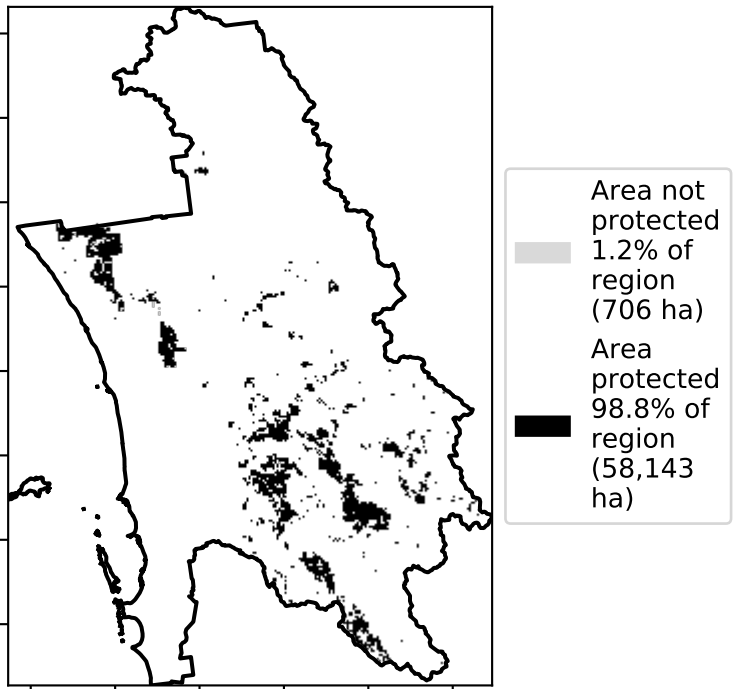 Area not
protected
1.2% of
region
(706 ha)
Area
protected
98.8% of
region
(58,143
ha)